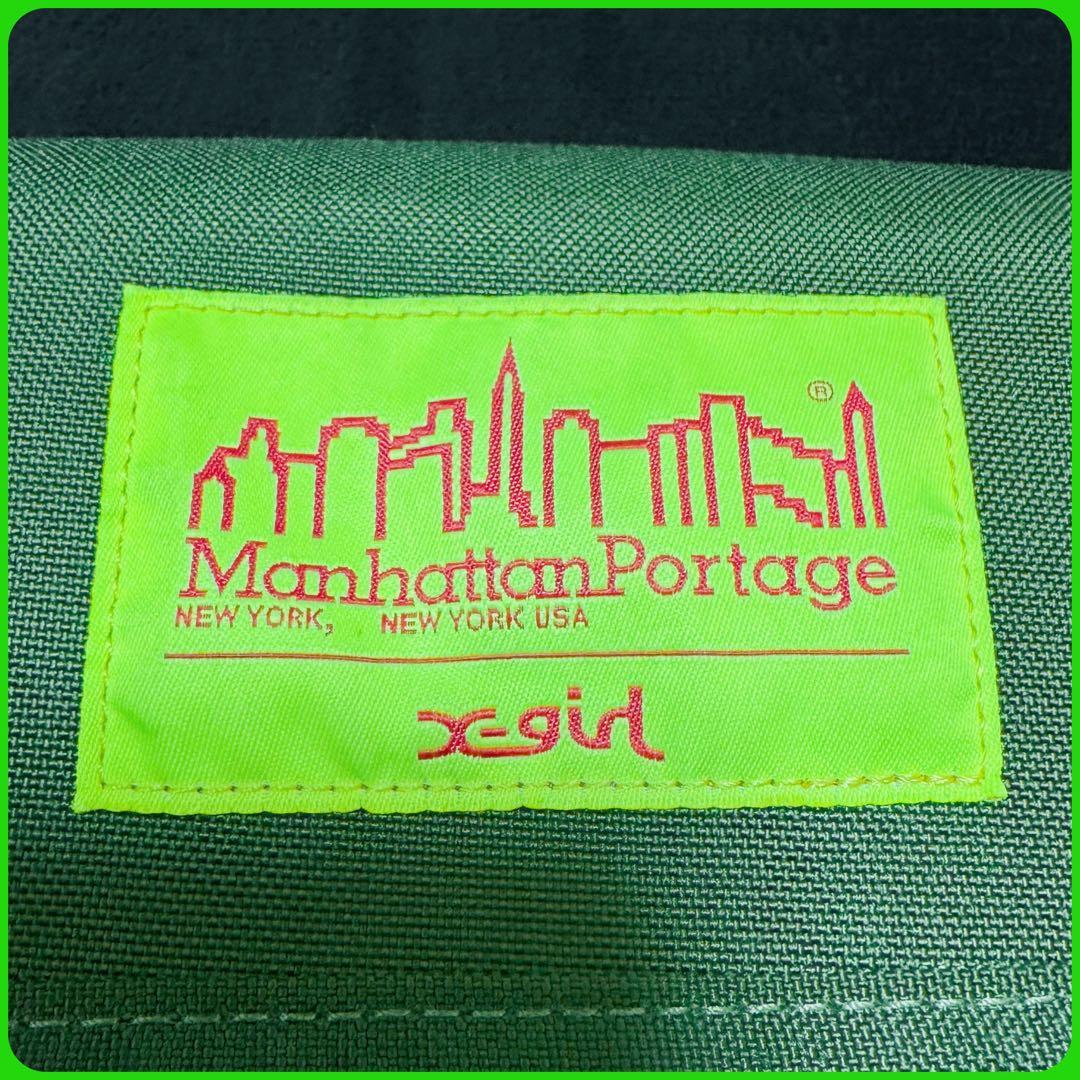 ®
ManhattanPortage
NEW YORK, NEW YORK USA
x-girl